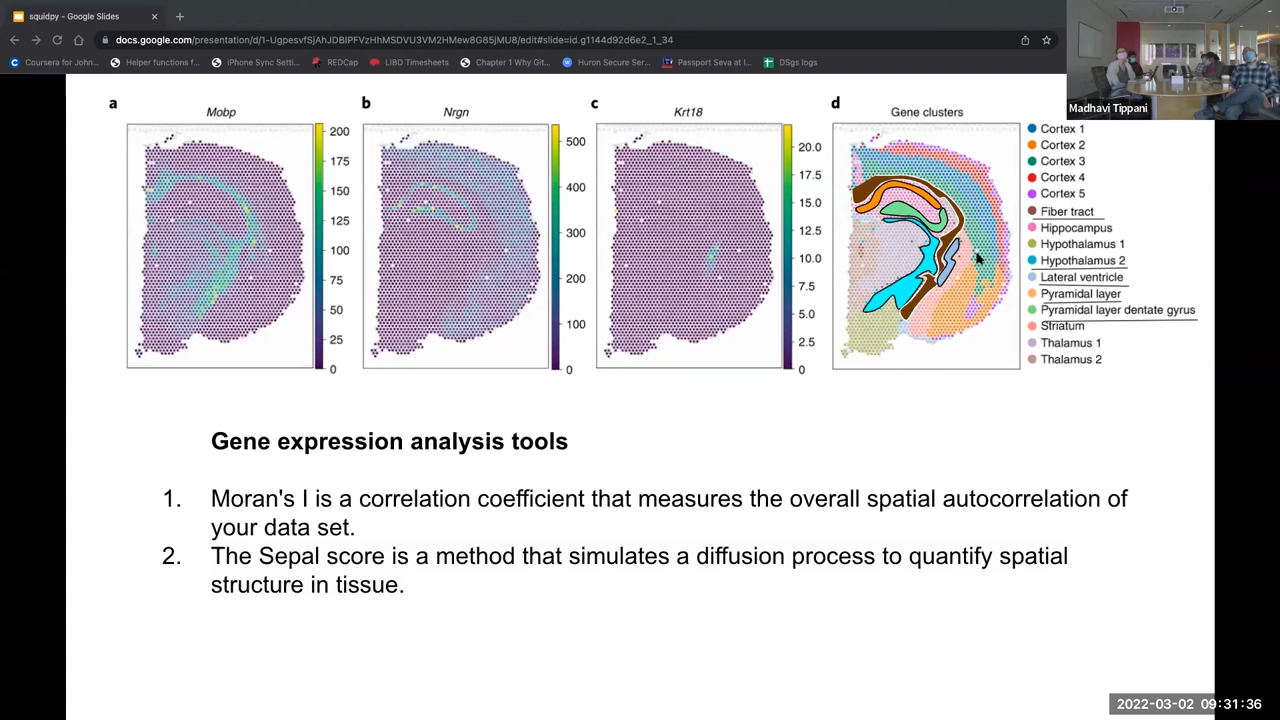 squidpy - Google Slides
docs.google.com/presentation/d/1-UgpesvfSjAhJDBIPFVzHhMSDVU3VM2HMew8G85jMU8/edit#slide=id.g1144d92d6e2_1_34
Coursera for John...
Helper functions f...
iPhone Sync Setti...
REDCap
LIBD Timesheets
Chapter 1 Why Git...
Huron Secure Ser...
Passport Seva at I...
DSgs logs
Madhavi Tippani
a
Mobp
200
175
150
125
100
75
50
25
0
b
Nrgn
500
400
300
200
100
0
c
Krt18
20.0
17.5
15.0
12.5
10.0
7.5
5.0
2.5
0
d
Gene clusters
Cortex 1
Cortex 2
Cortex 3
Cortex 4
Cortex 5
Fiber tract
Hippocampus
Hypothalamus 1
Hypothalamus 2
Lateral ventricle
Pyramidal layer
Pyramidal layer dentate gyrus
Striatum
Thalamus 1
Thalamus 2
Gene expression analysis tools
1. Moran's I is a correlation coefficient that measures the overall spatial autocorrelation of
your data set.
2. The Sepal score is a method that simulates a diffusion process to quantify spatial
structure in tissue.
2022-03-02 09:31:36